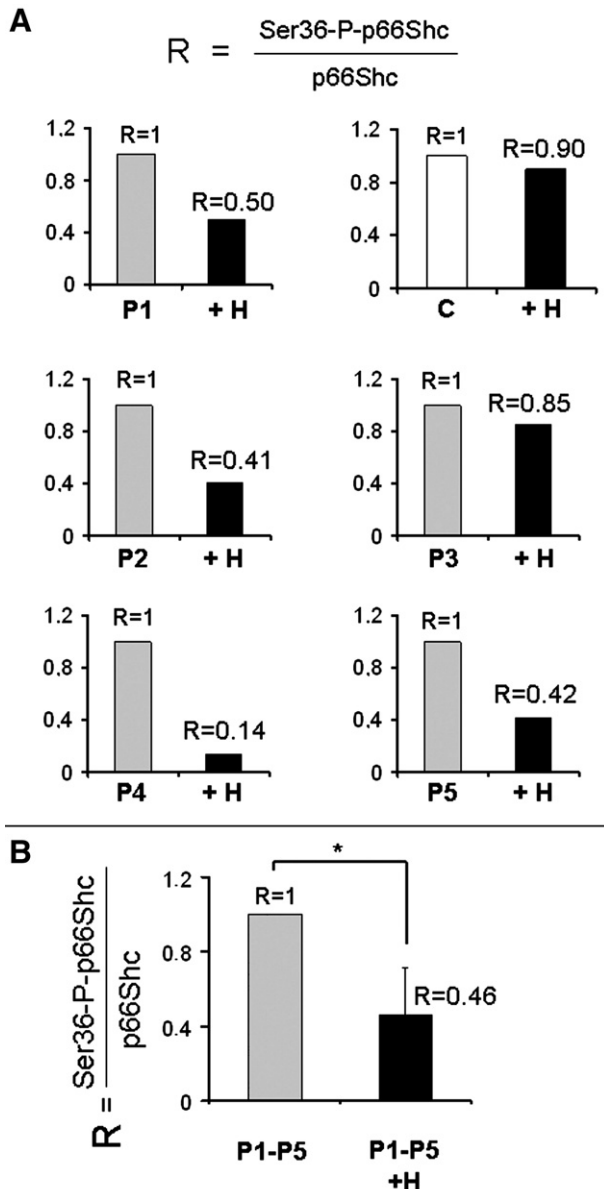 A
R = Ser36-P-p66Shc
p66Shc
1.2
0.8
0.4
0
R=1
R=0.50
P1 + H
1.2
0.8
0.4
0
R=1
R=0.90
C + H
1.2
0.8
0.4
0
R=1
R=0.41
P2 + H
1.2
0.8
0.4
0
R=1
R=0.85
P3 + H
1.2
0.8
0.4
0
R=1
R=0.14
P4 + H
1.2
0.8
0.4
0
R=1
R=0.42
P5 + H
B
R = Ser36-P-p66Shc
p66Shc
1.2
0.8
0.4
0
*
R=1
R=0.46
P1-P5 P1-P5
+H